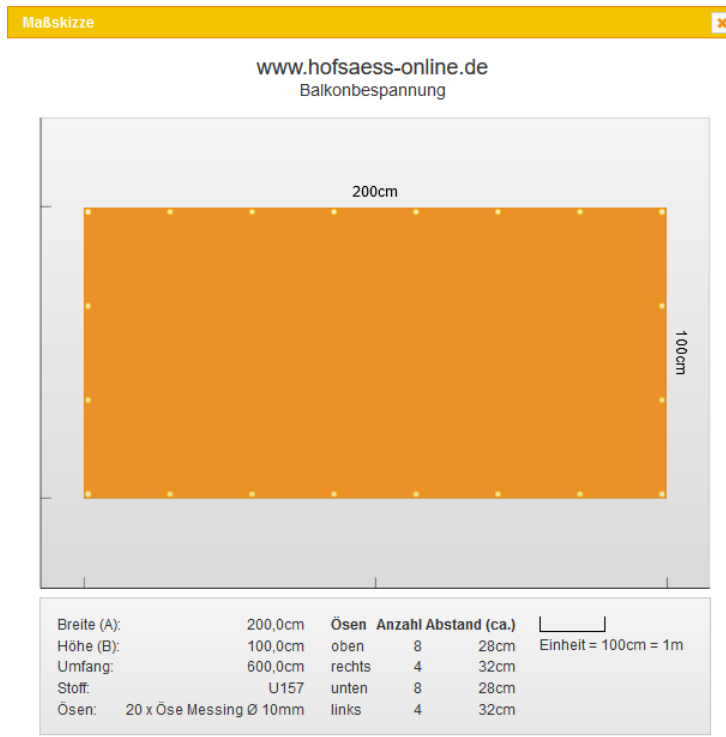 Maßskizze
www.hofsaess-online.de
Balkonbespannung
200cm
100cm
Breite (A): 200,0cm Ösen Anzahl Abstand (ca.)
Höhe (B): 100,0cm oben 8 28cm Einheit = 100cm = 1m
Umfang: 600,0cm rechts 4 32cm
Stoff: U157 unten 8 28cm
Ösen: 20 x Öse Messing Ø 10mm links 4 32cm